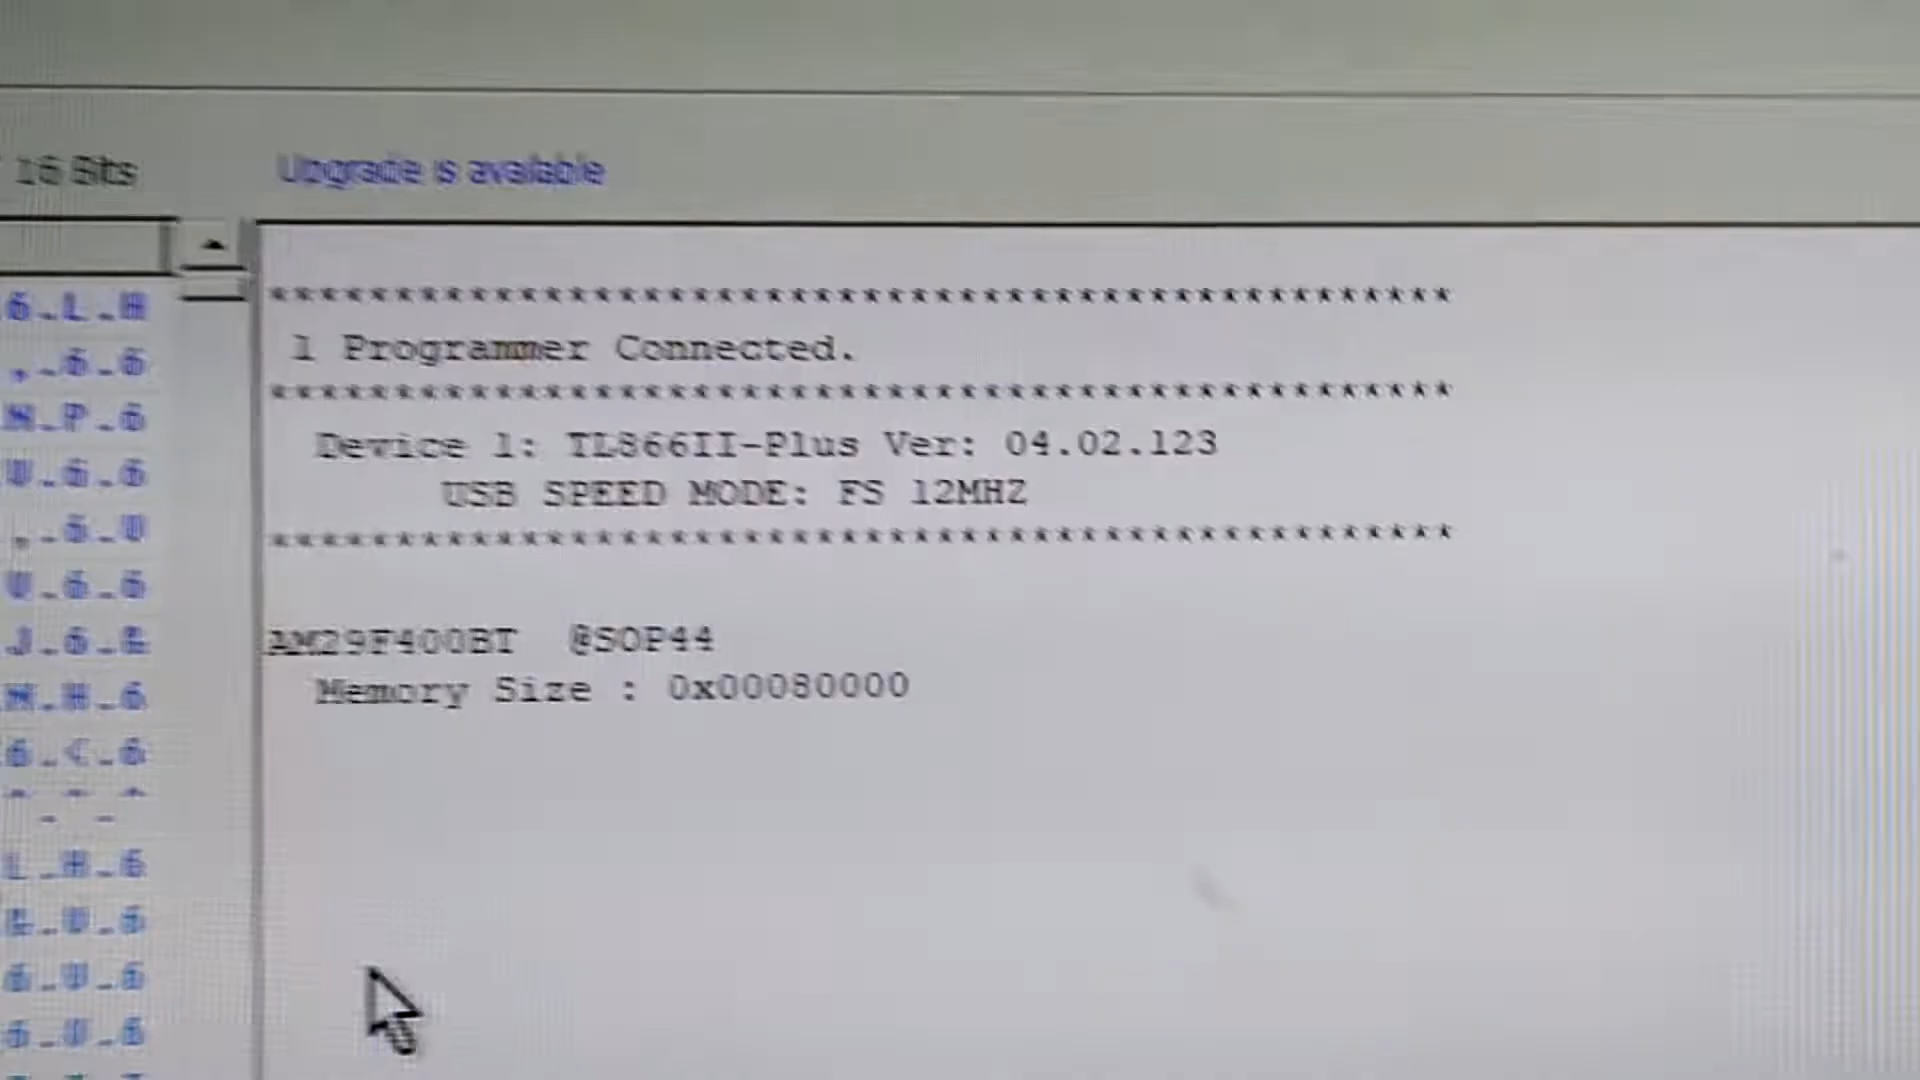 16 Bits
Upgrade is available
***********************************************
1 Programmer Connected.
***********************************************
Device 1: TL866II-Plus Ver: 04.02.123
USB SPEED MODE: FS 12MHZ
***********************************************
AM29F400BT @SOP44
Memory Size : 0x00080000